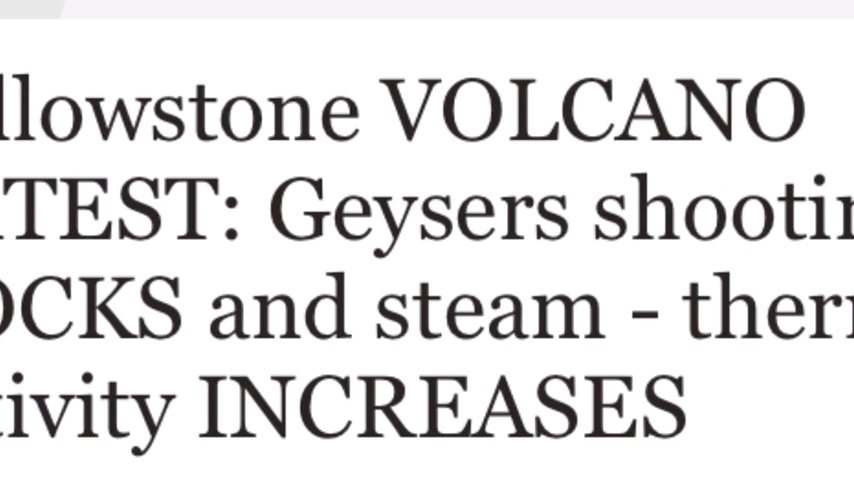 llowstone VOLCANO
TEST: Geysers shootin
OCKS and steam - ther
tivity INCREASES